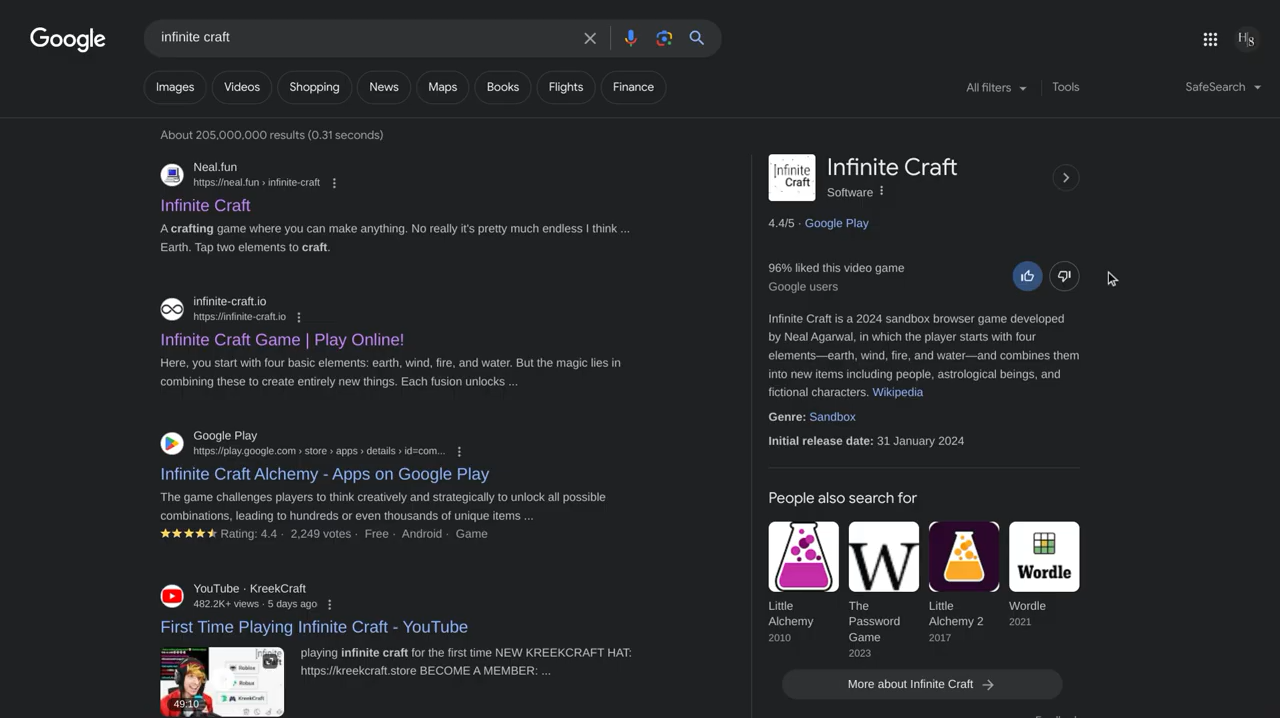 Google
infinite craft
Images
Videos
Shopping
News
Maps
Books
Flights
Finance
All filters
Tools
SafeSearch
About 205,000,000 results (0.31 seconds)
Neal.fun
https://neal.fun › infinite-craft
Infinite Craft
A crafting game where you can make anything. No really it's pretty much endless I think ...
Earth. Tap two elements to craft.
infinite-craft.io
https://infinite-craft.io
Infinite Craft Game | Play Online!
Here, you start with four basic elements: earth, wind, fire, and water. But the magic lies in
combining these to create entirely new things. Each fusion unlocks ...
Google Play
https://play.google.com › store › apps › details › id=com...
Infinite Craft Alchemy - Apps on Google Play
The game challenges players to think creatively and strategically to unlock all possible
combinations, leading to hundreds or even thousands of unique items ...
Rating: 4.4 · 2,249 votes · Free · Android · Game
YouTube · KreekCraft
482.2K+ views · 5 days ago
First Time Playing Infinite Craft - YouTube
playing infinite craft for the first time NEW KREEKCRAFT HAT:
https://kreekcraft.store BECOME A MEMBER: ...
Roblox
Robux
KreekCraft
49:10
Infinite
Craft
Infinite Craft
Software
4.4/5 · Google Play
96% liked this video game
Google users
Infinite Craft is a 2024 sandbox browser game developed
by Neal Agarwal, in which the player starts with four
elements—earth, wind, fire, and water—and combines them
into new items including people, astrological beings, and
fictional characters. Wikipedia
Genre: Sandbox
Initial release date: 31 January 2024
People also search for
W
Wordle
Little
Alchemy
2010
The
Password
Game
2023
Little
Alchemy 2
2017
Wordle
2021
More about Infinite Craft